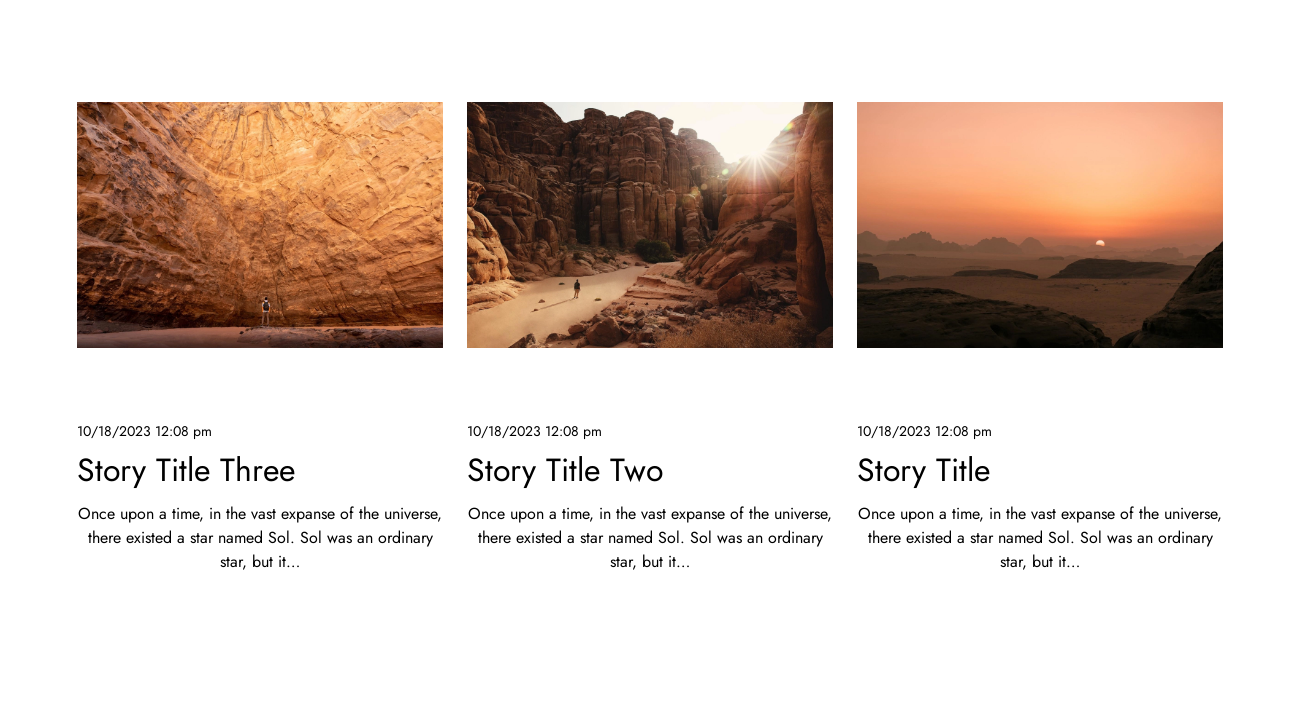 10/18/2023 12:08 pm
Story Title Three
Once upon a time, in the vast expanse of the universe,
there existed a star named Sol. Sol was an ordinary
star, but it...
10/18/2023 12:08 pm
Story Title Two
Once upon a time, in the vast expanse of the universe,
there existed a star named Sol. Sol was an ordinary
star, but it...
10/18/2023 12:08 pm
Story Title
Once upon a time, in the vast expanse of the universe,
there existed a star named Sol. Sol was an ordinary
star, but it...